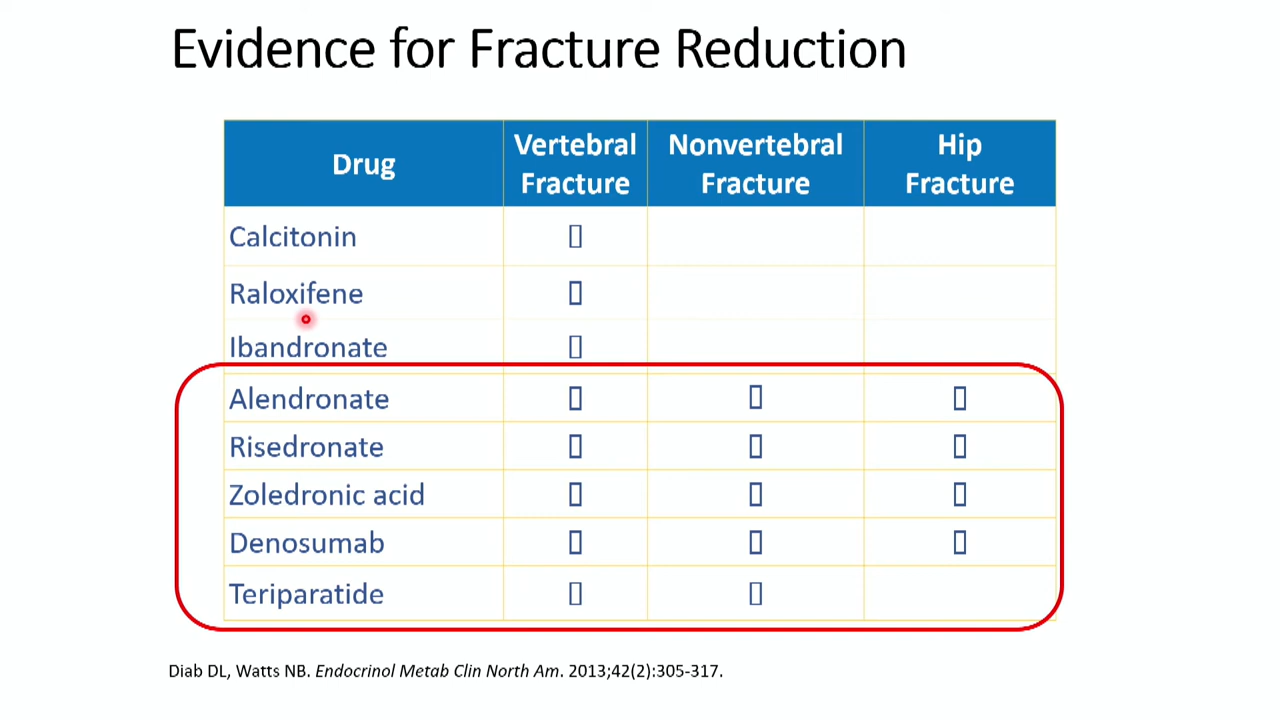 Evidence for Fracture Reduction
Drug
Vertebral Fracture
Nonvertebral Fracture
Hip Fracture
Calcitonin ▯
Raloxifene ▯
Ibandronate ▯
Alendronate ▯ ▯ ▯
Risedronate ▯ ▯ ▯
Zoledronic acid ▯ ▯ ▯
Denosumab ▯ ▯ ▯
Teriparatide ▯ ▯
Diab DL, Watts NB. Endocrinol Metab Clin North Am. 2013;42(2):305-317.